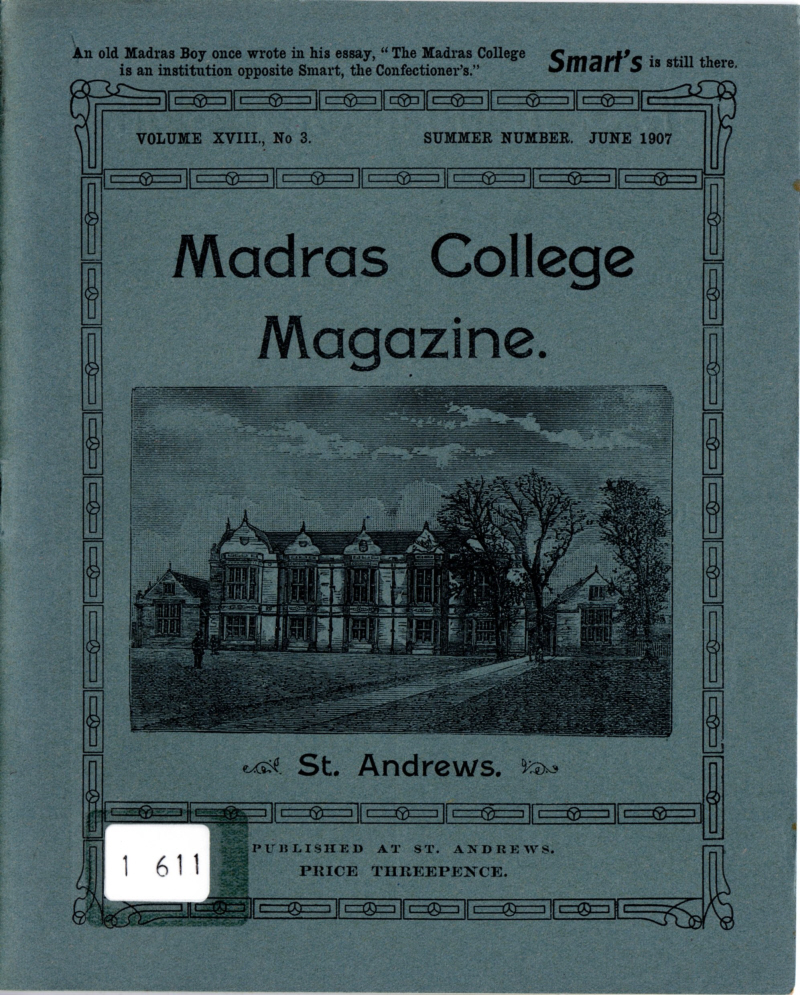 An old Madras Boy once wrote in his essay, "The Madras College
is an institution opposite Smart, the Confectioner's."
Smart's is still there.
VOLUME XVIII., No 3.
SUMMER NUMBER. JUNE 1907
Madras College
Magazine.
St. Andrews.
PUBLISHED AT ST. ANDREWS.
PRICE THREEPENCE.
1 611